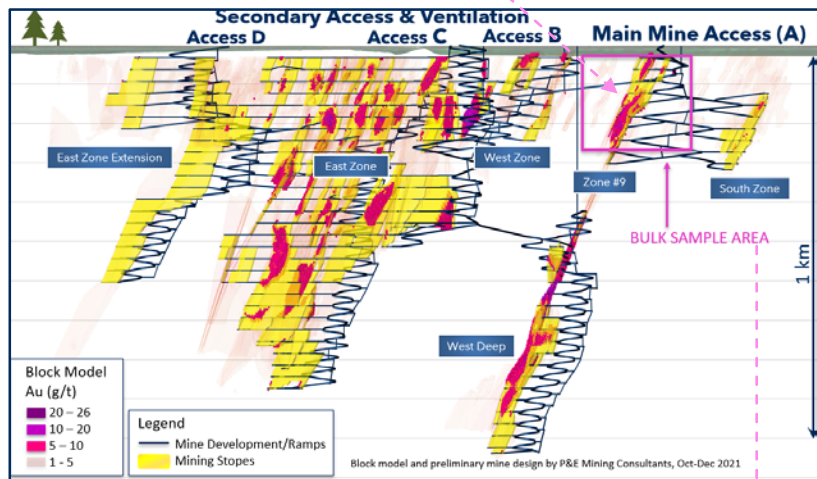 Secondary Access & Ventilation
Access D
Access C
Access B
Main Mine Access (A)
East Zone Extension
East Zone
West Zone
Zone #9
South Zone
BULK SAMPLE AREA
1 km
West Deep
Block Model
Au (g/t)
20 – 26
10 – 20
5 – 10
1 - 5
Legend
Mine Development/Ramps
Mining Stopes
Block model and preliminary mine design by P&E Mining Consultants, Oct-Dec 2021